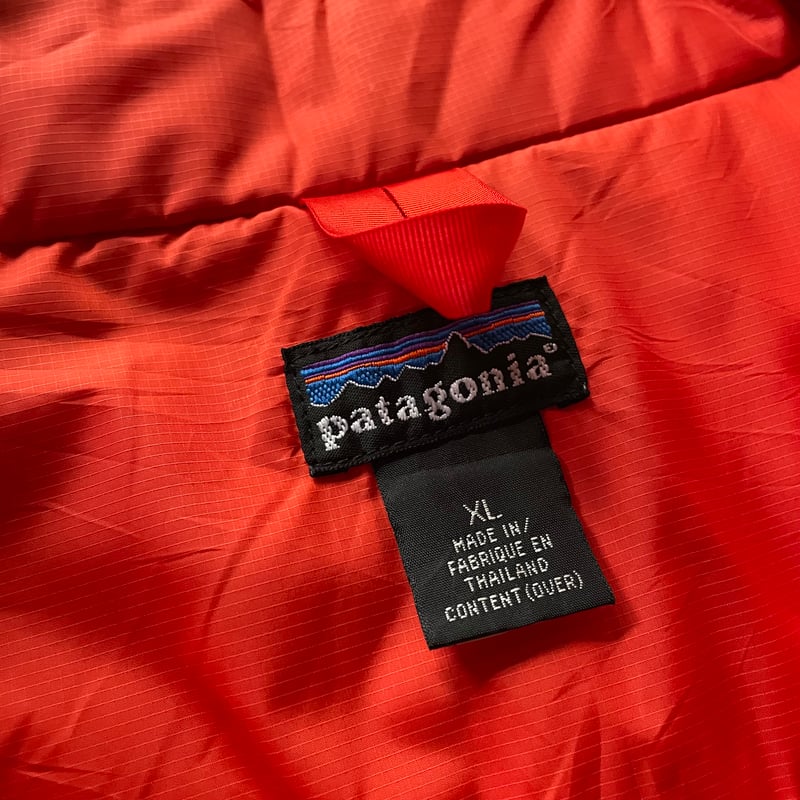 patagonia®
XL
MADE IN/
FABRIQUE EN
THAILAND
CONTENT (OVER)